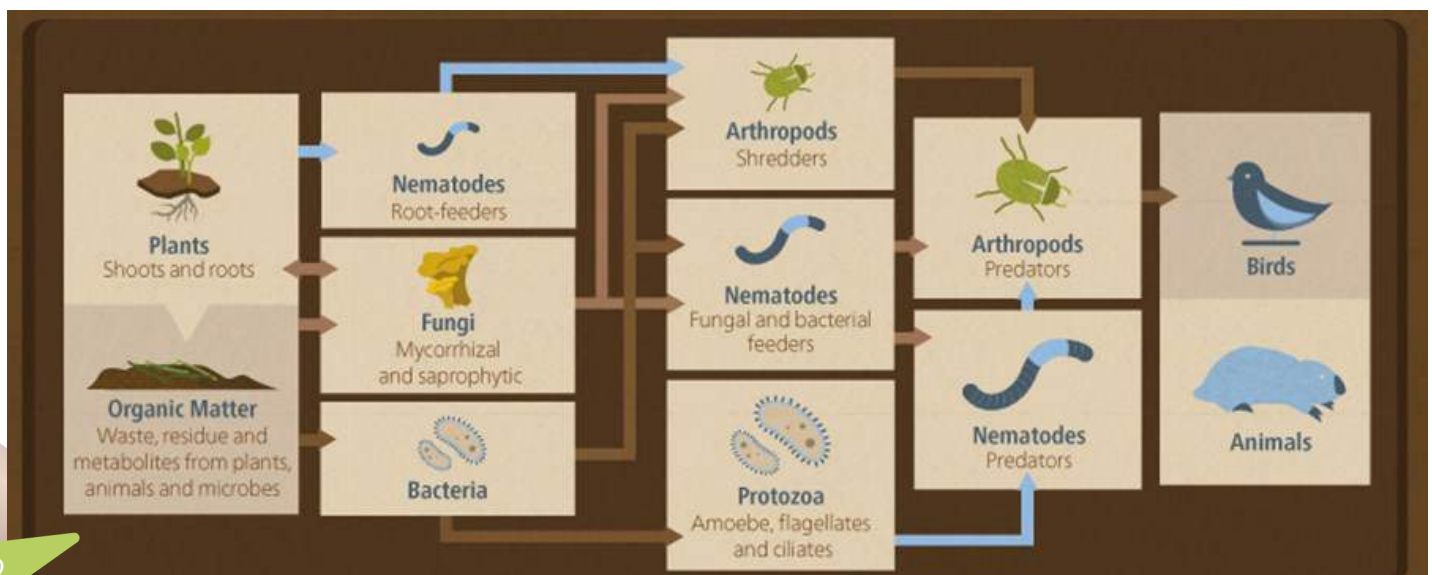 Plants
Shoots and roots
Organic Matter
Waste, residue and
metabolites from plants,
animals and microbes
Nematodes
Root-feeders
Fungi
Mycorrhizal
and saprophytic
Bacteria
Arthropods
Shredders
Nematodes
Fungal and bacterial
feeders
Protozoa
Amoebe, flagellates
and ciliates
Arthropods
Predators
Nematodes
Predators
Birds
Animals